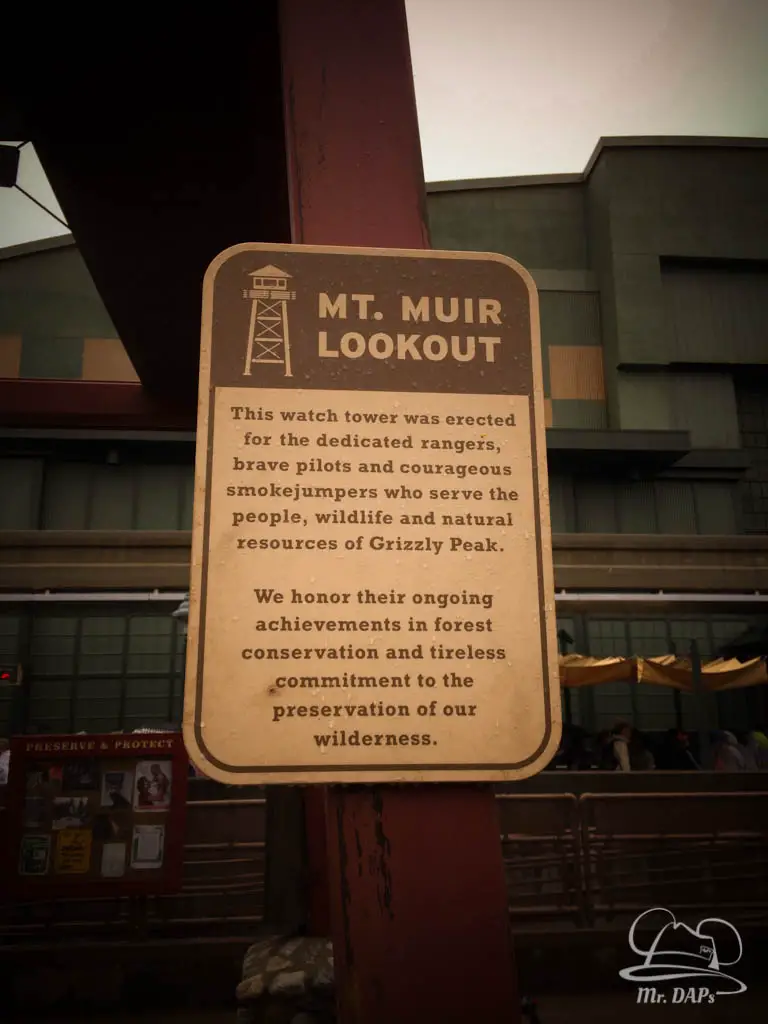 MT. MUIR
LOOKOUT
This watch tower was erected
for the dedicated rangers,
brave pilots and courageous
smokejumpers who serve the
people, wildlife and natural
resources of Grizzly Peak.
We honor their ongoing
achievements in forest
conservation and tireless
commitment to the
preservation of our
wilderness.
PRESERVE & PROTECT
Mr. DAPs